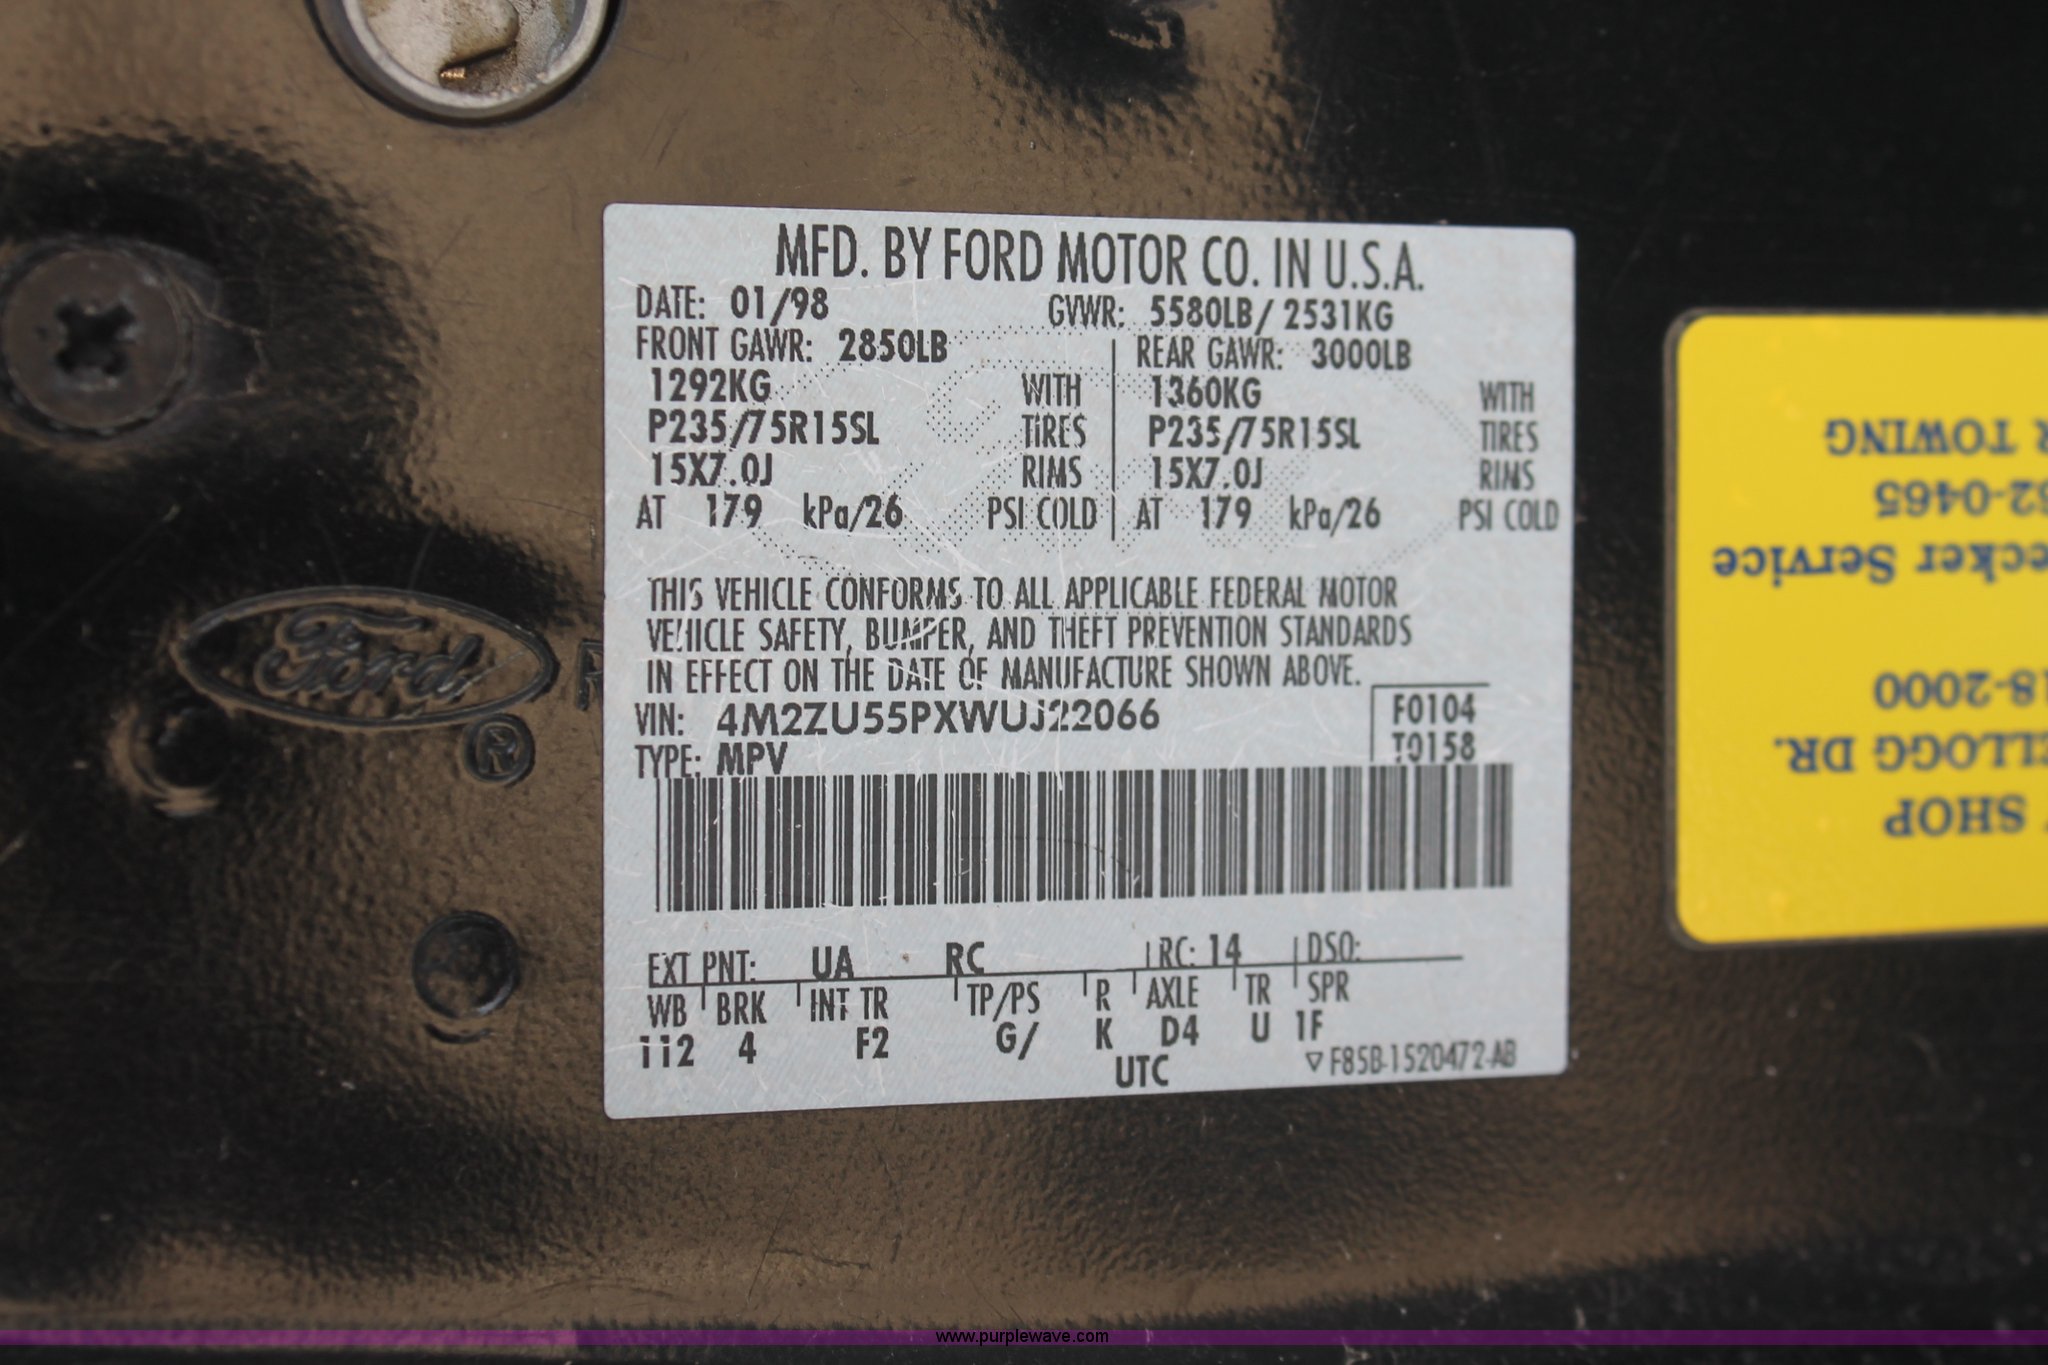 MFD. BY FORD MOTOR CO. IN U.S.A.
DATE: 01/98 GVWR: 5580LB/ 2531KG
FRONT GAWR: 2850LB REAR GAWR: 3000LB
1292KG WITH 1360KG WITH
P235/75R15SL TIRES P235/75R15SL TIRES
15X7.0J RIMS 15X7.0J RIMS
AT 179 kPa/26 PSI COLD AT 179 kPa/26 PSI COLD
THIS VEHICLE CONFORMS TO ALL APPLICABLE FEDERAL MOTOR
VEHICLE SAFETY, BUMPER, AND THEFT PREVENTION STANDARDS
IN EFFECT ON THE DATE OF MANUFACTURE SHOWN ABOVE.
VIN: 4M2ZU55PXWUJ22066 F0104
TYPE: MPV T0158
EXT PNT: UA RC RC: 14 DSO:
WB BRK INT TR TP/PS R AXLE TR SPR
112 4 F2 G/ K D4 U 1F
UTC F85B-1520472-AB
Ford
®
SHOP
DR.
18-2000
Service
TOWING
www.purplewave.com